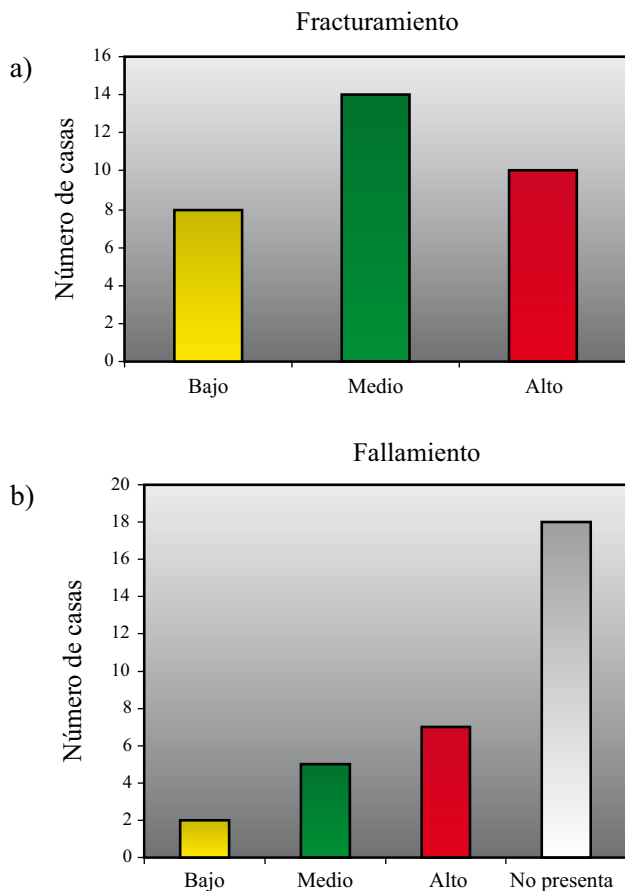 Fracturamiento
a)
Número de casas
16
14
12
10
8
6
4
2
0
Bajo Medio Alto
Fallamiento
b)
Número de casas
20
18
16
14
12
10
8
6
4
2
0
Bajo Medio Alto No presenta